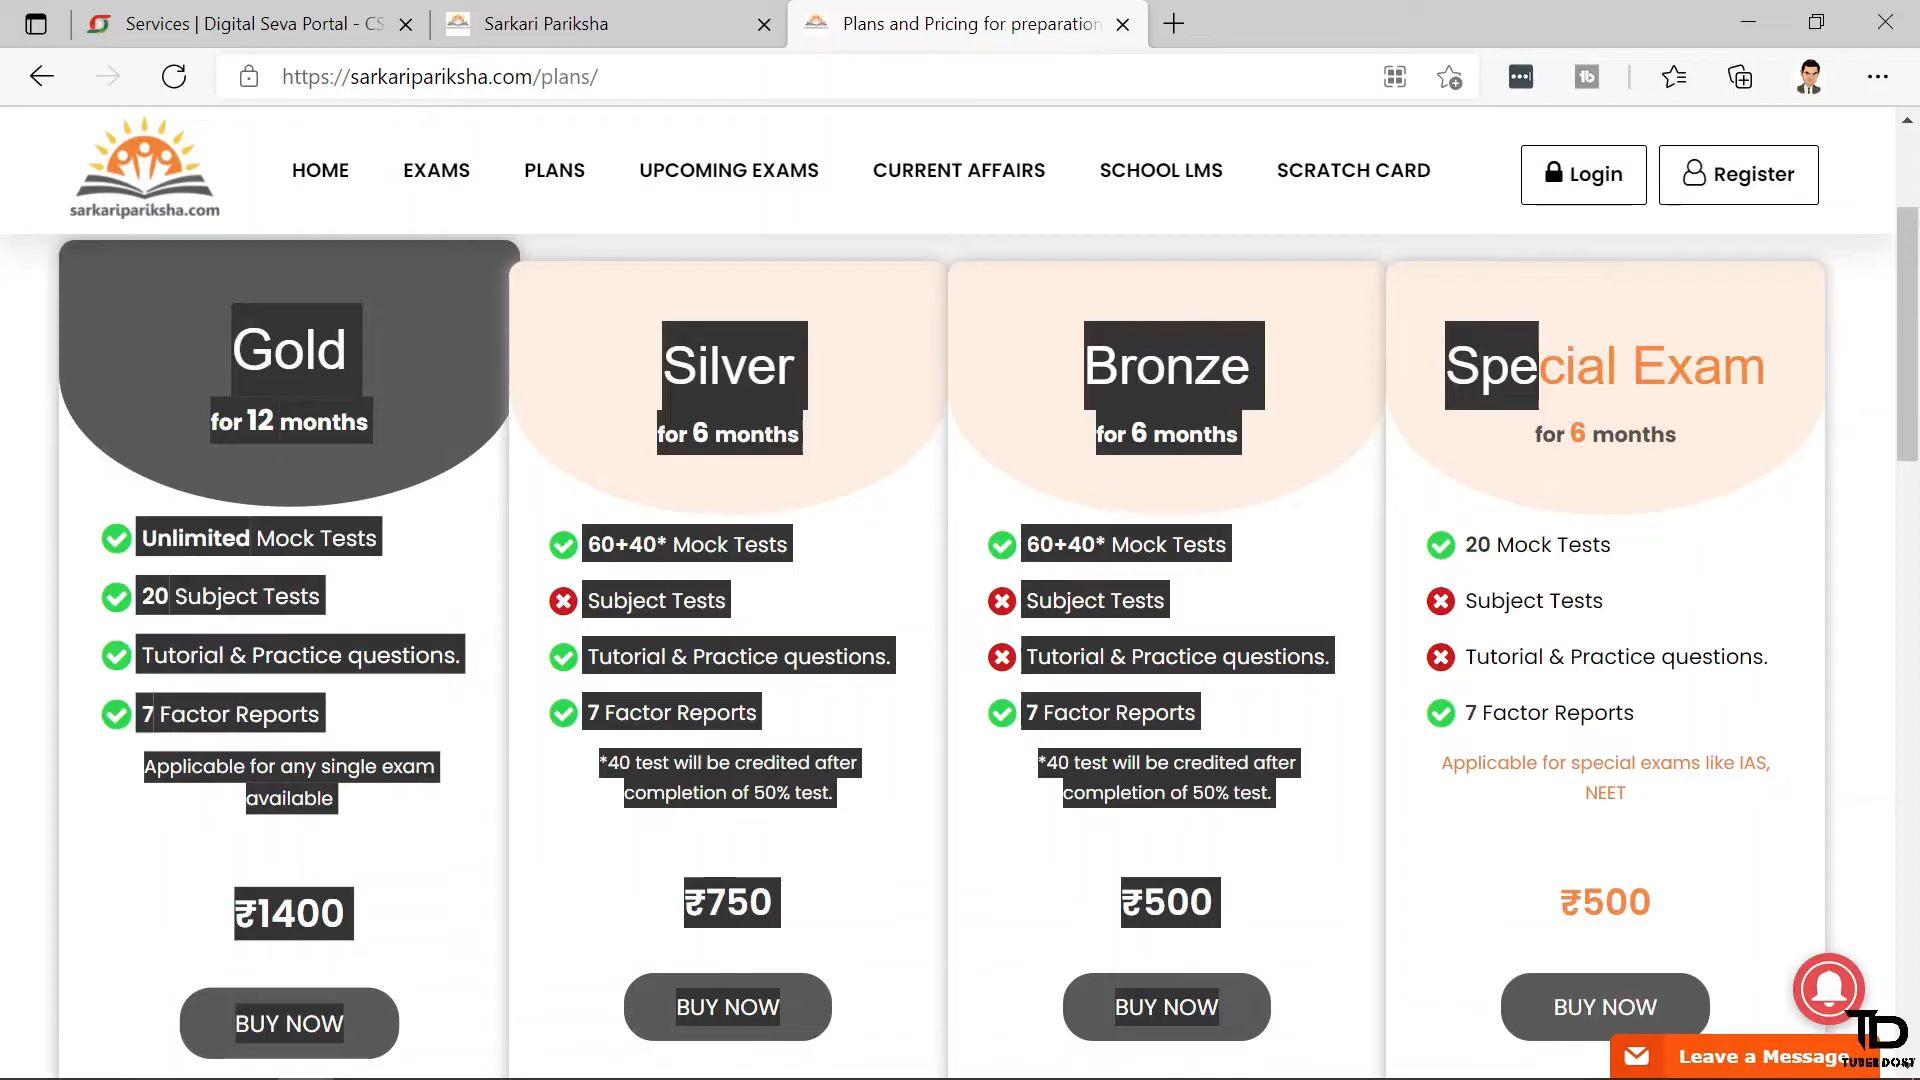 Services | Digital Seva Portal - CS
Sarkari Pariksha
Plans and Pricing for preparation
https://sarkaripariksha.com/plans/
tb
sarkaripariksha.com
HOME
EXAMS
PLANS
UPCOMING EXAMS
CURRENT AFFAIRS
SCHOOL LMS
SCRATCH CARD
Login
Register
Gold
for 12 months
Unlimited Mock Tests
20 Subject Tests
Tutorial & Practice questions.
7 Factor Reports
Applicable for any single exam
available
₹1400
BUY NOW
Silver
for 6 months
60+40* Mock Tests
Subject Tests
Tutorial & Practice questions.
7 Factor Reports
*40 test will be credited after
completion of 50% test.
₹750
BUY NOW
Bronze
for 6 months
60+40* Mock Tests
Subject Tests
Tutorial & Practice questions.
7 Factor Reports
*40 test will be credited after
completion of 50% test.
₹500
BUY NOW
Special Exam
for 6 months
20 Mock Tests
Subject Tests
Tutorial & Practice questions.
7 Factor Reports
Applicable for special exams like IAS,
NEET
₹500
BUY NOW
Leave a Message
TD
TUBER DOST